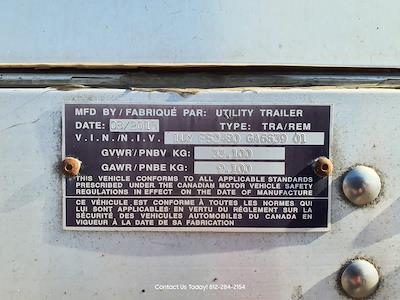 MFD BY / FABRIQUÉ PAR: UTILITY TRAILER
DATE: TYPE: TRA/REM
V.I.N./N.I.V.
GVWR/PNBV KG:
GAWR/PNBE KG:
THIS VEHICLE CONFORMS TO ALL APPLICABLE STANDARDS
PRESCRIBED UNDER THE CANADIAN MOTOR VEHICLE SAFETY
REGULATIONS IN EFFECT ON THE DATE OF MANUFACTURE
CE VÉHICULE EST CONFORME À TOUTES LES NORMES QUI
LUI SONT APPLICABLES EN VERTU DU RÉGLEMENT SUR LA
SÉCURITÉ DES VÉHICULES AUTOMOBILES DU CANADA EN
VIGUEUR À LA DATE DE SA FABRICATION
Contact Us Today! 812-284-2154